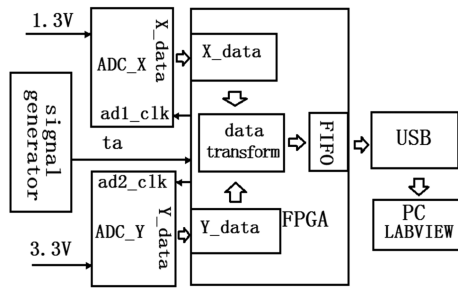 1.3V
ADC_X
X_data
ad1_clk
X_data
signal
generator
ta
data
transform
FIFO
USB
ad2_clk
ADC_Y
Y_data
Y_data
FPGA
PC
LABVIEW
3.3V